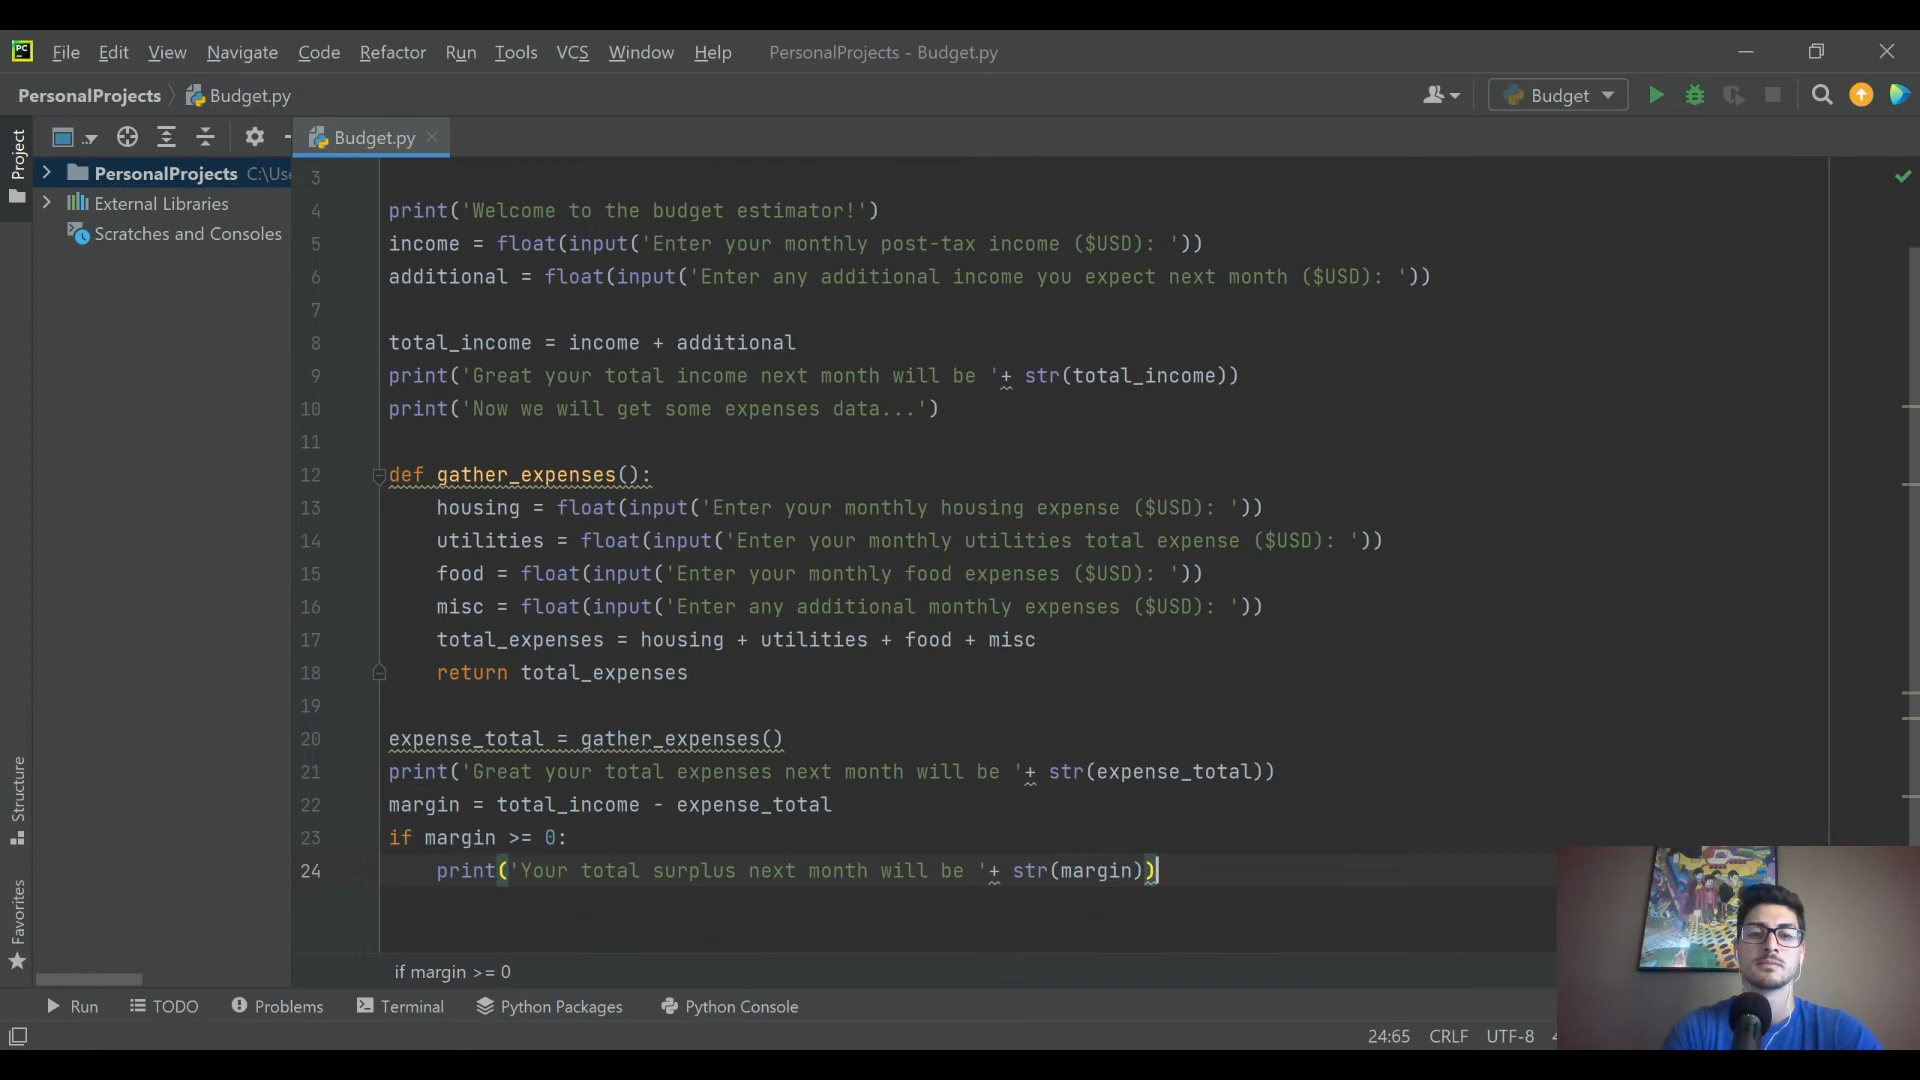 PC File Edit View Navigate Code Refactor Run Tools VCS Window Help PersonalProjects - Budget.py
PersonalProjects Budget.py Budget
Project
Budget.py
PersonalProjects C:\Use
External Libraries
Scratches and Consoles
3
4 print('Welcome to the budget estimator!')
5 income = float(input('Enter your monthly post-tax income ($USD): '))
6 additional = float(input('Enter any additional income you expect next month ($USD): '))
7
8 total_income = income + additional
9 print('Great your total income next month will be '+ str(total_income))
10 print('Now we will get some expenses data...')
11
12 def gather_expenses():
13     housing = float(input('Enter your monthly housing expense ($USD): '))
14     utilities = float(input('Enter your monthly utilities total expense ($USD): '))
15     food = float(input('Enter your monthly food expenses ($USD): '))
16     misc = float(input('Enter any additional monthly expenses ($USD): '))
17     total_expenses = housing + utilities + food + misc
18     return total_expenses
19
20 expense_total = gather_expenses()
21 print('Great your total expenses next month will be '+ str(expense_total))
22 margin = total_income - expense_total
23 if margin >= 0:
24     print('Your total surplus next month will be '+ str(margin))
Structure
Favorites
if margin >= 0
Run TODO Problems Terminal Python Packages Python Console
24:65 CRLF UTF-8